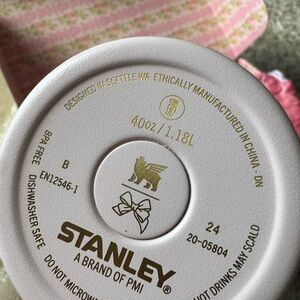 DESIGNED IN SEATTLE WA ETHICALLY MANUFACTURED IN CHINA - DN
40oz / 1.18L
BPA FREE
B
EN12546-1
DISHWASHER SAFE
24
20-05804
STANLEY®
A BRAND OF PMI
DO NOT MICROWA
HOT DRINKS MAY SCALD